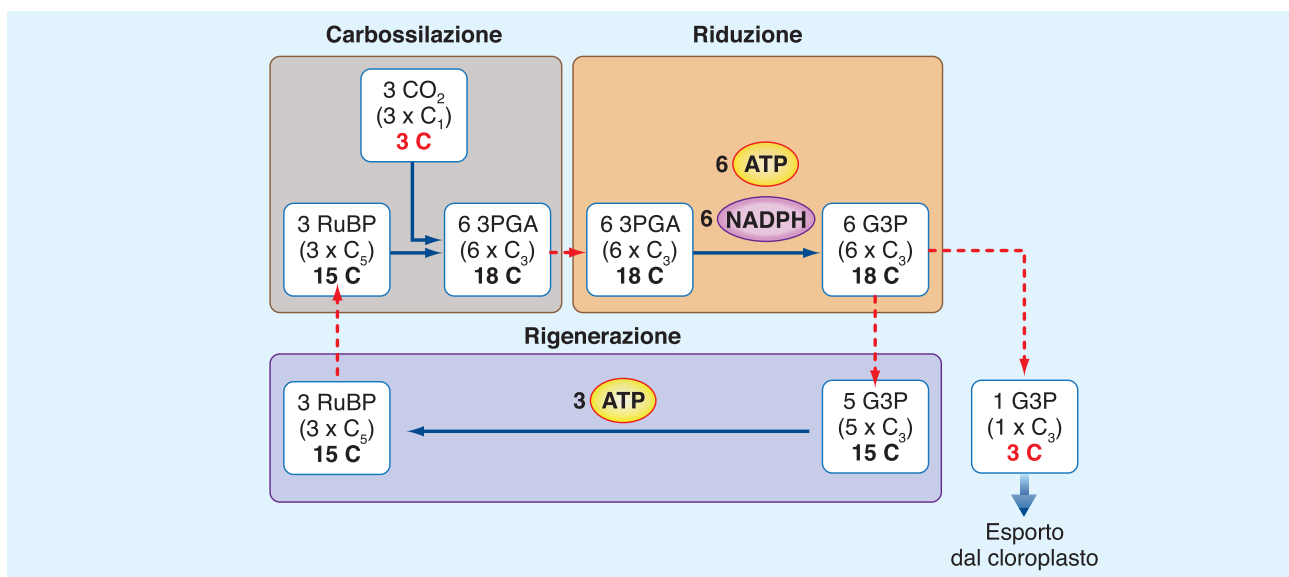 Carbossilazione
Riduzione
3 CO₂
(3 x C₁)
3 C
3 RuBP
(3 x C₅)
15 C
6 3PGA
(6 x C₃)
18 C
6 3PGA
(6 x C₃)
18 C
6 ATP
6 NADPH
6 G3P
(6 x C₃)
18 C
Rigenerazione
3 RuBP
(3 x C₅)
15 C
3 ATP
5 G3P
(5 x C₃)
15 C
1 G3P
(1 x C₃)
3 C
Esporto
dal cloroplasto